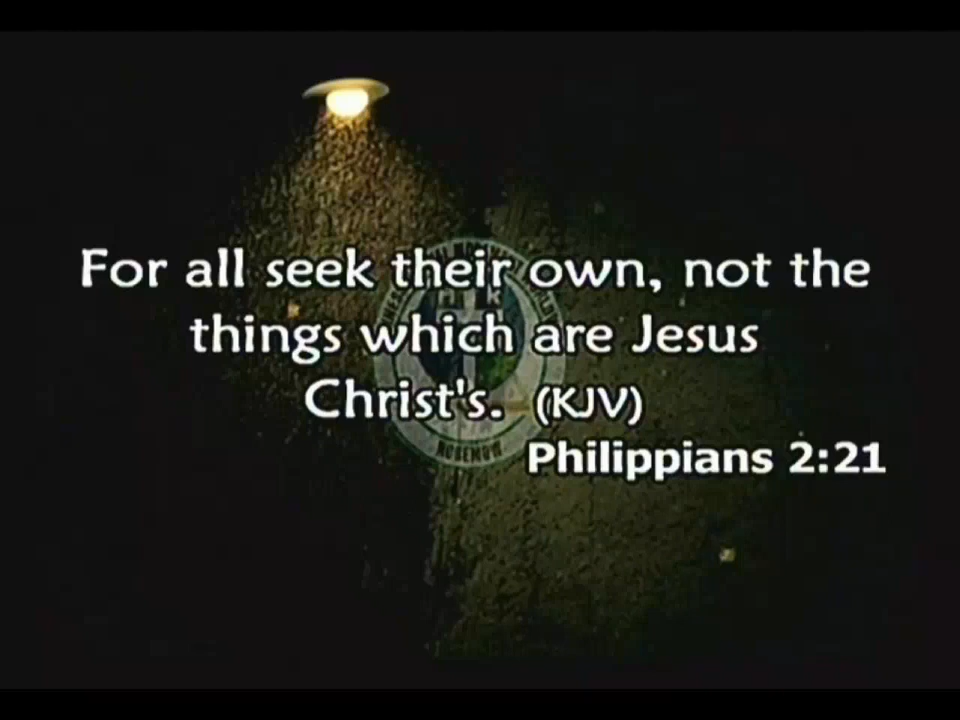 For all seek their own, not the
things which are Jesus
Christ's. (KJV)
Philippians 2:21